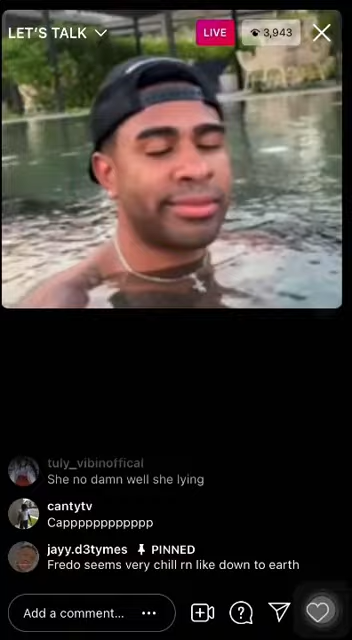 LET'S TALK
LIVE
3,943
tuly_vibinoffical
She no damn well she lying
cantytv
Capppppppppppp
jayy.d3tymes PINNED
Fredo seems very chill rn like down to earth
Add a comment...